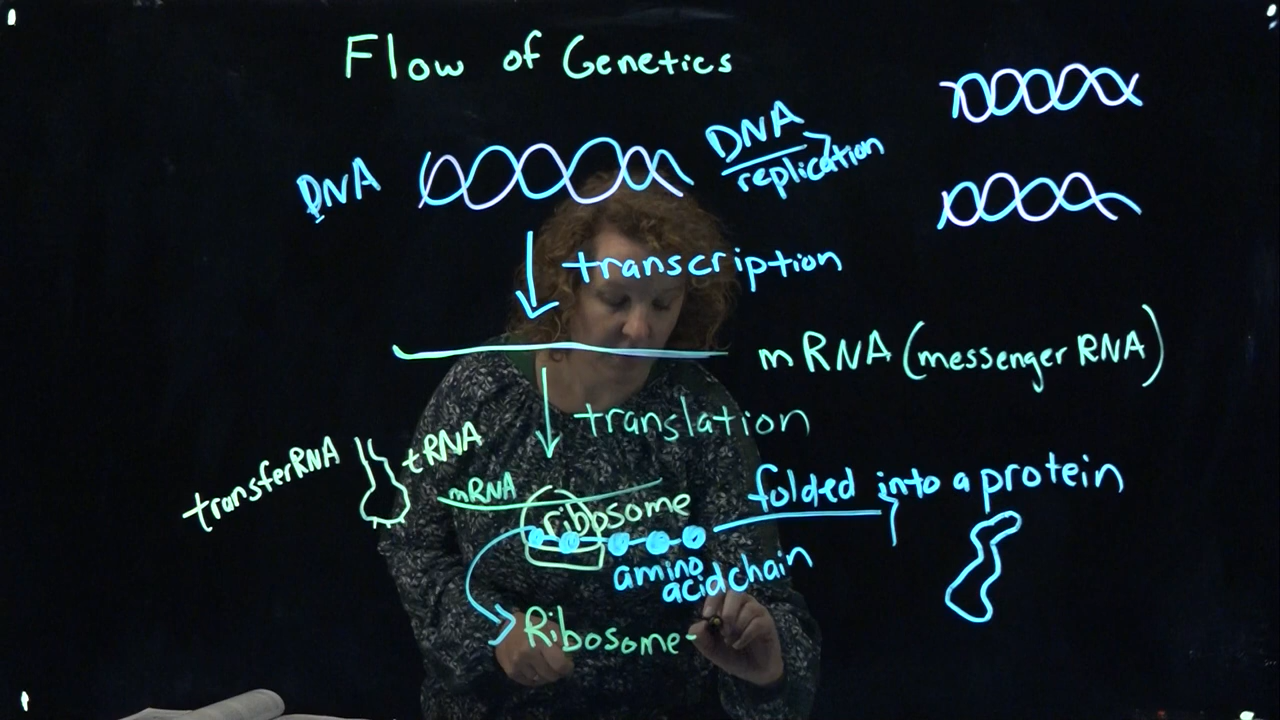 Flow of Genetics
DNA
DNA
replication
transcription
mRNA (messenger RNA)
translation
transferRNA
tRNA
mRNA
ribosome
folded into a protein
amino
acid chain
Ribosome-